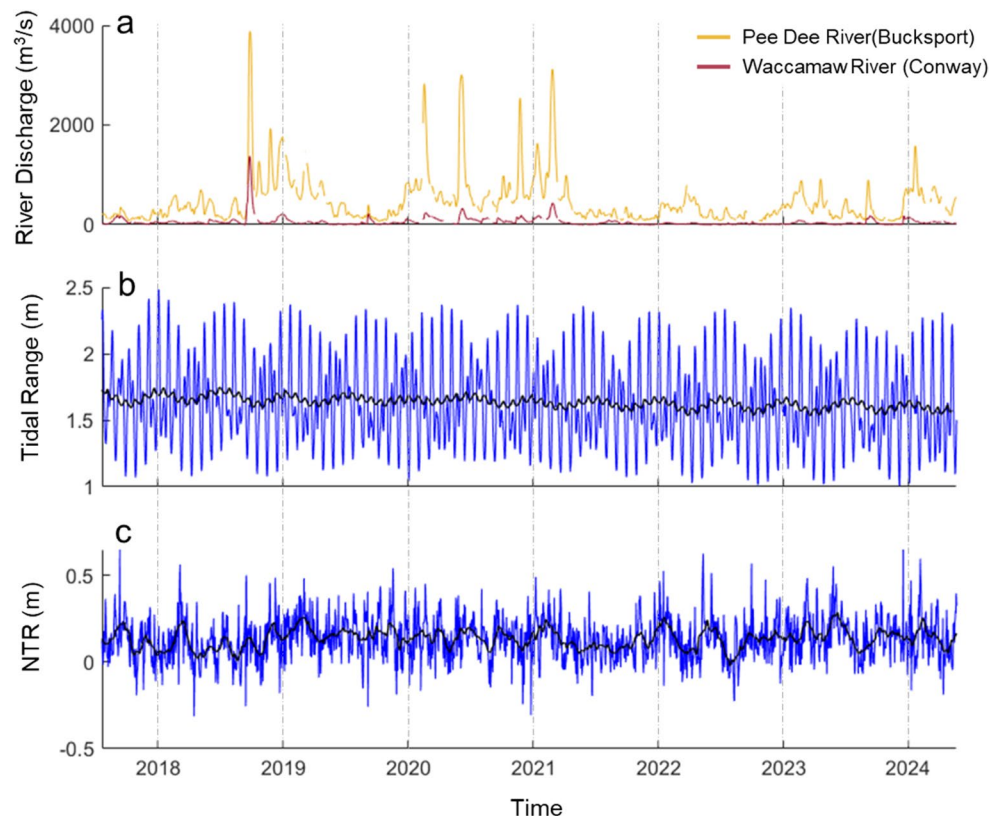 a
River Discharge (m³/s)
4000
2000
0
Pee Dee River(Bucksport)
Waccamaw River (Conway)
b
Tidal Range (m)
2.5
2
1.5
1
c
NTR (m)
0.5
0
-0.5
2018 2019 2020 2021 2022 2023 2024
Time